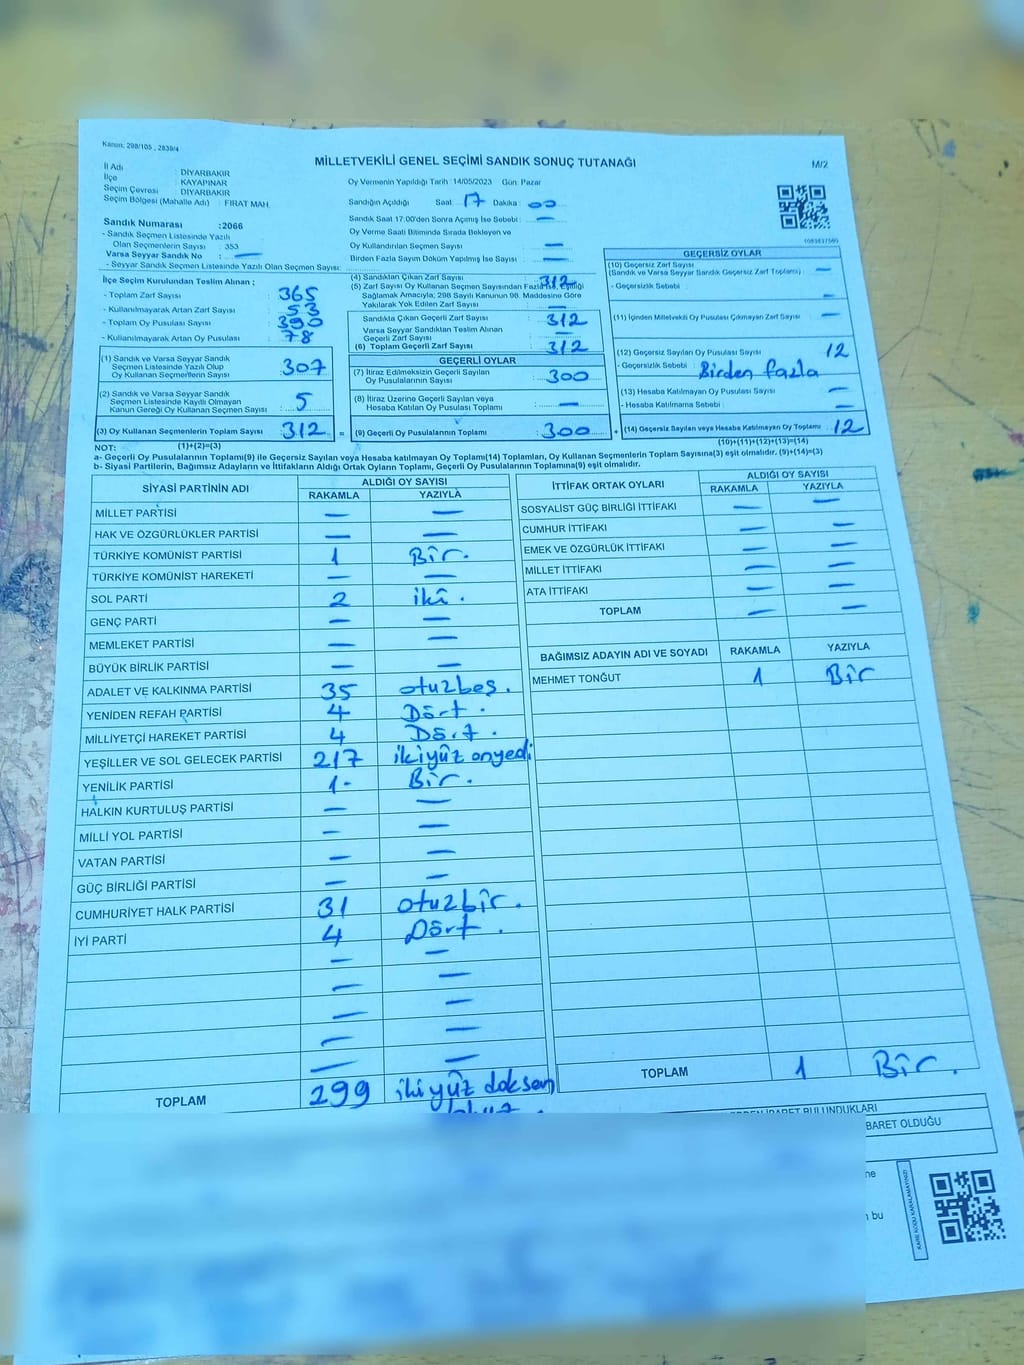 Kanun: 298/105 , 2839/4
MİLLETVEKİLİ GENEL SEÇİMİ SANDIK SONUÇ TUTANAĞI
M/2
İl Adı : DİYARBAKIR
İlçe : KAYAPINAR
Seçim Çevresi : DİYARBAKIR
Seçim Bölgesi (Mahalle Adı) : FIRAT MAH.
Sandık Numarası :2066
- Sandık Seçmen Listesinde Yazılı
Olan Seçmenlerin Sayısı : 353
Varsa Seyyar Sandık No : —
- Seyyar Sandık Seçmen Listesinde Yazılı Olan Seçmen Sayısı:
Oy Vermenin Yapıldığı Tarih :14/05/2023 Gün: Pazar
Sandığın Açıldığı Saat: 17 Dakika: 00
Sandık Saat 17:00'den Sonra Açılmış İse Sebebi: —
Oy Verme Saati Bitiminde Sırada Bekleyen ve
Oy Kullandırılan Seçmen Sayısı —
Birden Fazla Sayım Döküm Yapılmış İse Sayısı : —
İlçe Seçim Kurulundan Teslim Alınan ;
- Toplam Zarf Sayısı : 365
- Kullanılmayarak Artan Zarf Sayısı : 53
- Toplam Oy Pusulası Sayısı : 390
- Kullanılmayarak Artan Oy Pusulası : 78
(1) Sandık ve Varsa Seyyar Sandık
Seçmen Listesinde Yazılı Olup
Oy Kullanan Seçmenlerin Sayısı : 307
(2) Sandık ve Varsa Seyyar Sandık
Seçmen Listesinde Kayıtlı Olmayan
Kanun Gereği Oy Kullanan Seçmen Sayısı : 5
(3) Oy Kullanan Seçmenlerin Toplam Sayısı : 312 =
(4) Sandıktan Çıkan Zarf Sayısı : 312
(5) Zarf Sayısı Oy Kullanan Seçmen Sayısından Fazla İse, Eşitliği
Sağlamak Amacıyla; 298 Sayılı Kanunun 98. Maddesine Göre
Yakılarak Yok Edilen Zarf Sayısı : —
Sandıkta Çıkan Geçerli Zarf Sayısı : 312
Varsa Seyyar Sandıktan Teslim Alınan
Geçerli Zarf Sayısı : —
(6) Toplam Geçerli Zarf Sayısı : 312
GEÇERLİ OYLAR
(7) İtiraz Edilmeksizin Geçerli Sayılan
Oy Pusulalarının Sayısı : 300
(8) İtiraz Üzerine Geçerli Sayılan veya
Hesaba Katılan Oy Pusulası Toplamı : —
(9) Geçerli Oy Pusulalarının Toplamı : 300 +
GEÇERSİZ OYLAR
(10) Geçersiz Zarf Sayısı
(Sandık ve Varsa Seyyar Sandık Geçersiz Zarf Toplamı) : —
- Geçersizlik Sebebi : —
(11) İçinden Milletvekili Oy Pusulası Çıkmayan Zarf Sayısı : —
(12) Geçersiz Sayılan Oy Pusulası Sayısı : 12
- Geçersizlik Sebebi : Birden fazla
(13) Hesaba Katılmayan Oy Pusulası Sayısı : —
- Hesaba Katılmama Sebebi : —
(14) Geçersiz Sayılan veya Hesaba Katılmayan Oy Toplamı : 12
NOT: (1)+(2)=(3) (10)+(11)+(12)+(13)=(14)
a- Geçerli Oy Pusulalarının Toplamı(9) ile Geçersiz Sayılan veya Hesaba katılmayan Oy Toplam(14) Toplamları, Oy Kullanan Seçmenlerin Toplam Sayısına(3) eşit olmalıdır. (9)+(14)=(3)
b- Siyasi Partilerin, Bağımsız Adayların ve İttifakların Aldığı Ortak Oyların Toplamı, Geçerli Oy Pusulalarının Toplamına(9) eşit olmalıdır.
SİYASİ PARTİNİN ADI ALDIĞI OY SAYISI
RAKAMLA YAZIYLA
MİLLET PARTİSİ — —
HAK VE ÖZGÜRLÜKLER PARTİSİ — —
TÜRKİYE KOMÜNİST PARTİSİ 1 Bir.
TÜRKİYE KOMÜNİST HAREKETİ — —
SOL PARTİ 2 iki.
GENÇ PARTİ — —
MEMLEKET PARTİSİ — —
BÜYÜK BİRLİK PARTİSİ — —
ADALET VE KALKINMA PARTİSİ 35 otuzbeş.
YENİDEN REFAH PARTİSİ 4 Dört.
MİLLİYETÇİ HAREKET PARTİSİ 4 Dört.
YEŞİLLER VE SOL GELECEK PARTİSİ 217 ikiyüz onyedi
YENİLİK PARTİSİ 1- Bir.
HALKIN KURTULUŞ PARTİSİ — —
MİLLİ YOL PARTİSİ — —
VATAN PARTİSİ — —
GÜÇ BİRLİĞİ PARTİSİ — —
CUMHURİYET HALK PARTİSİ 31 otuzbir.
İYİ PARTİ 4 Dört.
— —
— —
— —
— —
— —
TOPLAM 299 ikiyüz doksan
İTTİFAK ORTAK OYLARI ALDIĞI OY SAYISI
RAKAMLA YAZIYLA
SOSYALİST GÜÇ BİRLİĞİ İTTİFAKI — —
CUMHUR İTTİFAKI — —
EMEK VE ÖZGÜRLÜK İTTİFAKI — —
MİLLET İTTİFAKI — —
ATA İTTİFAKI — —
TOPLAM — —
BAĞIMSIZ ADAYIN ADI VE SOYADI RAKAMLA YAZIYLA
MEHMET TONĞUT 1 Bir
TOPLAM 1 Bir.
BULUNDUKLARI
BARET OLDUĞU
ne
bu